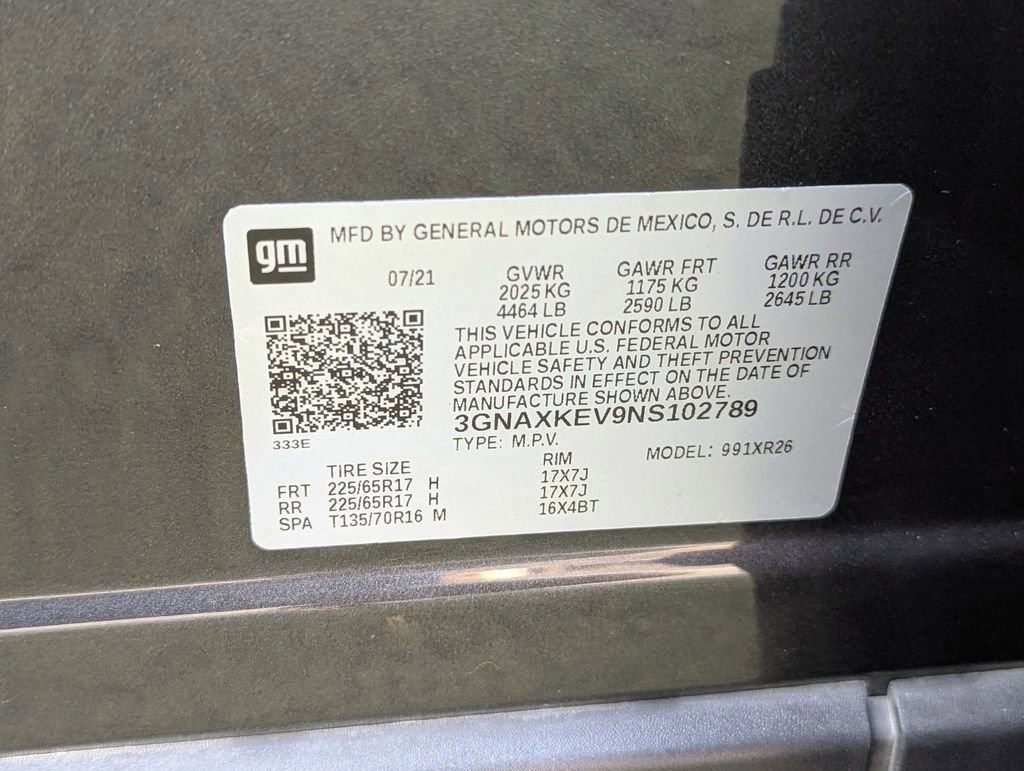 gm
MFD BY GENERAL MOTORS DE MEXICO, S. DE R.L. DE C.V.
07/21 GVWR GAWR FRT GAWR RR
2025 KG 1175 KG 1200 KG
4464 LB 2590 LB 2645 LB
THIS VEHICLE CONFORMS TO ALL
APPLICABLE U.S. FEDERAL MOTOR
VEHICLE SAFETY AND THEFT PREVENTION
STANDARDS IN EFFECT ON THE DATE OF
MANUFACTURE SHOWN ABOVE.
3GNAXKEV9NS102789
333E
TYPE: M.P.V. MODEL: 991XR26
TIRE SIZE RIM
FRT 225/65R17 H 17X7J
RR 225/65R17 H 17X7J
SPA T135/70R16 M 16X4BT